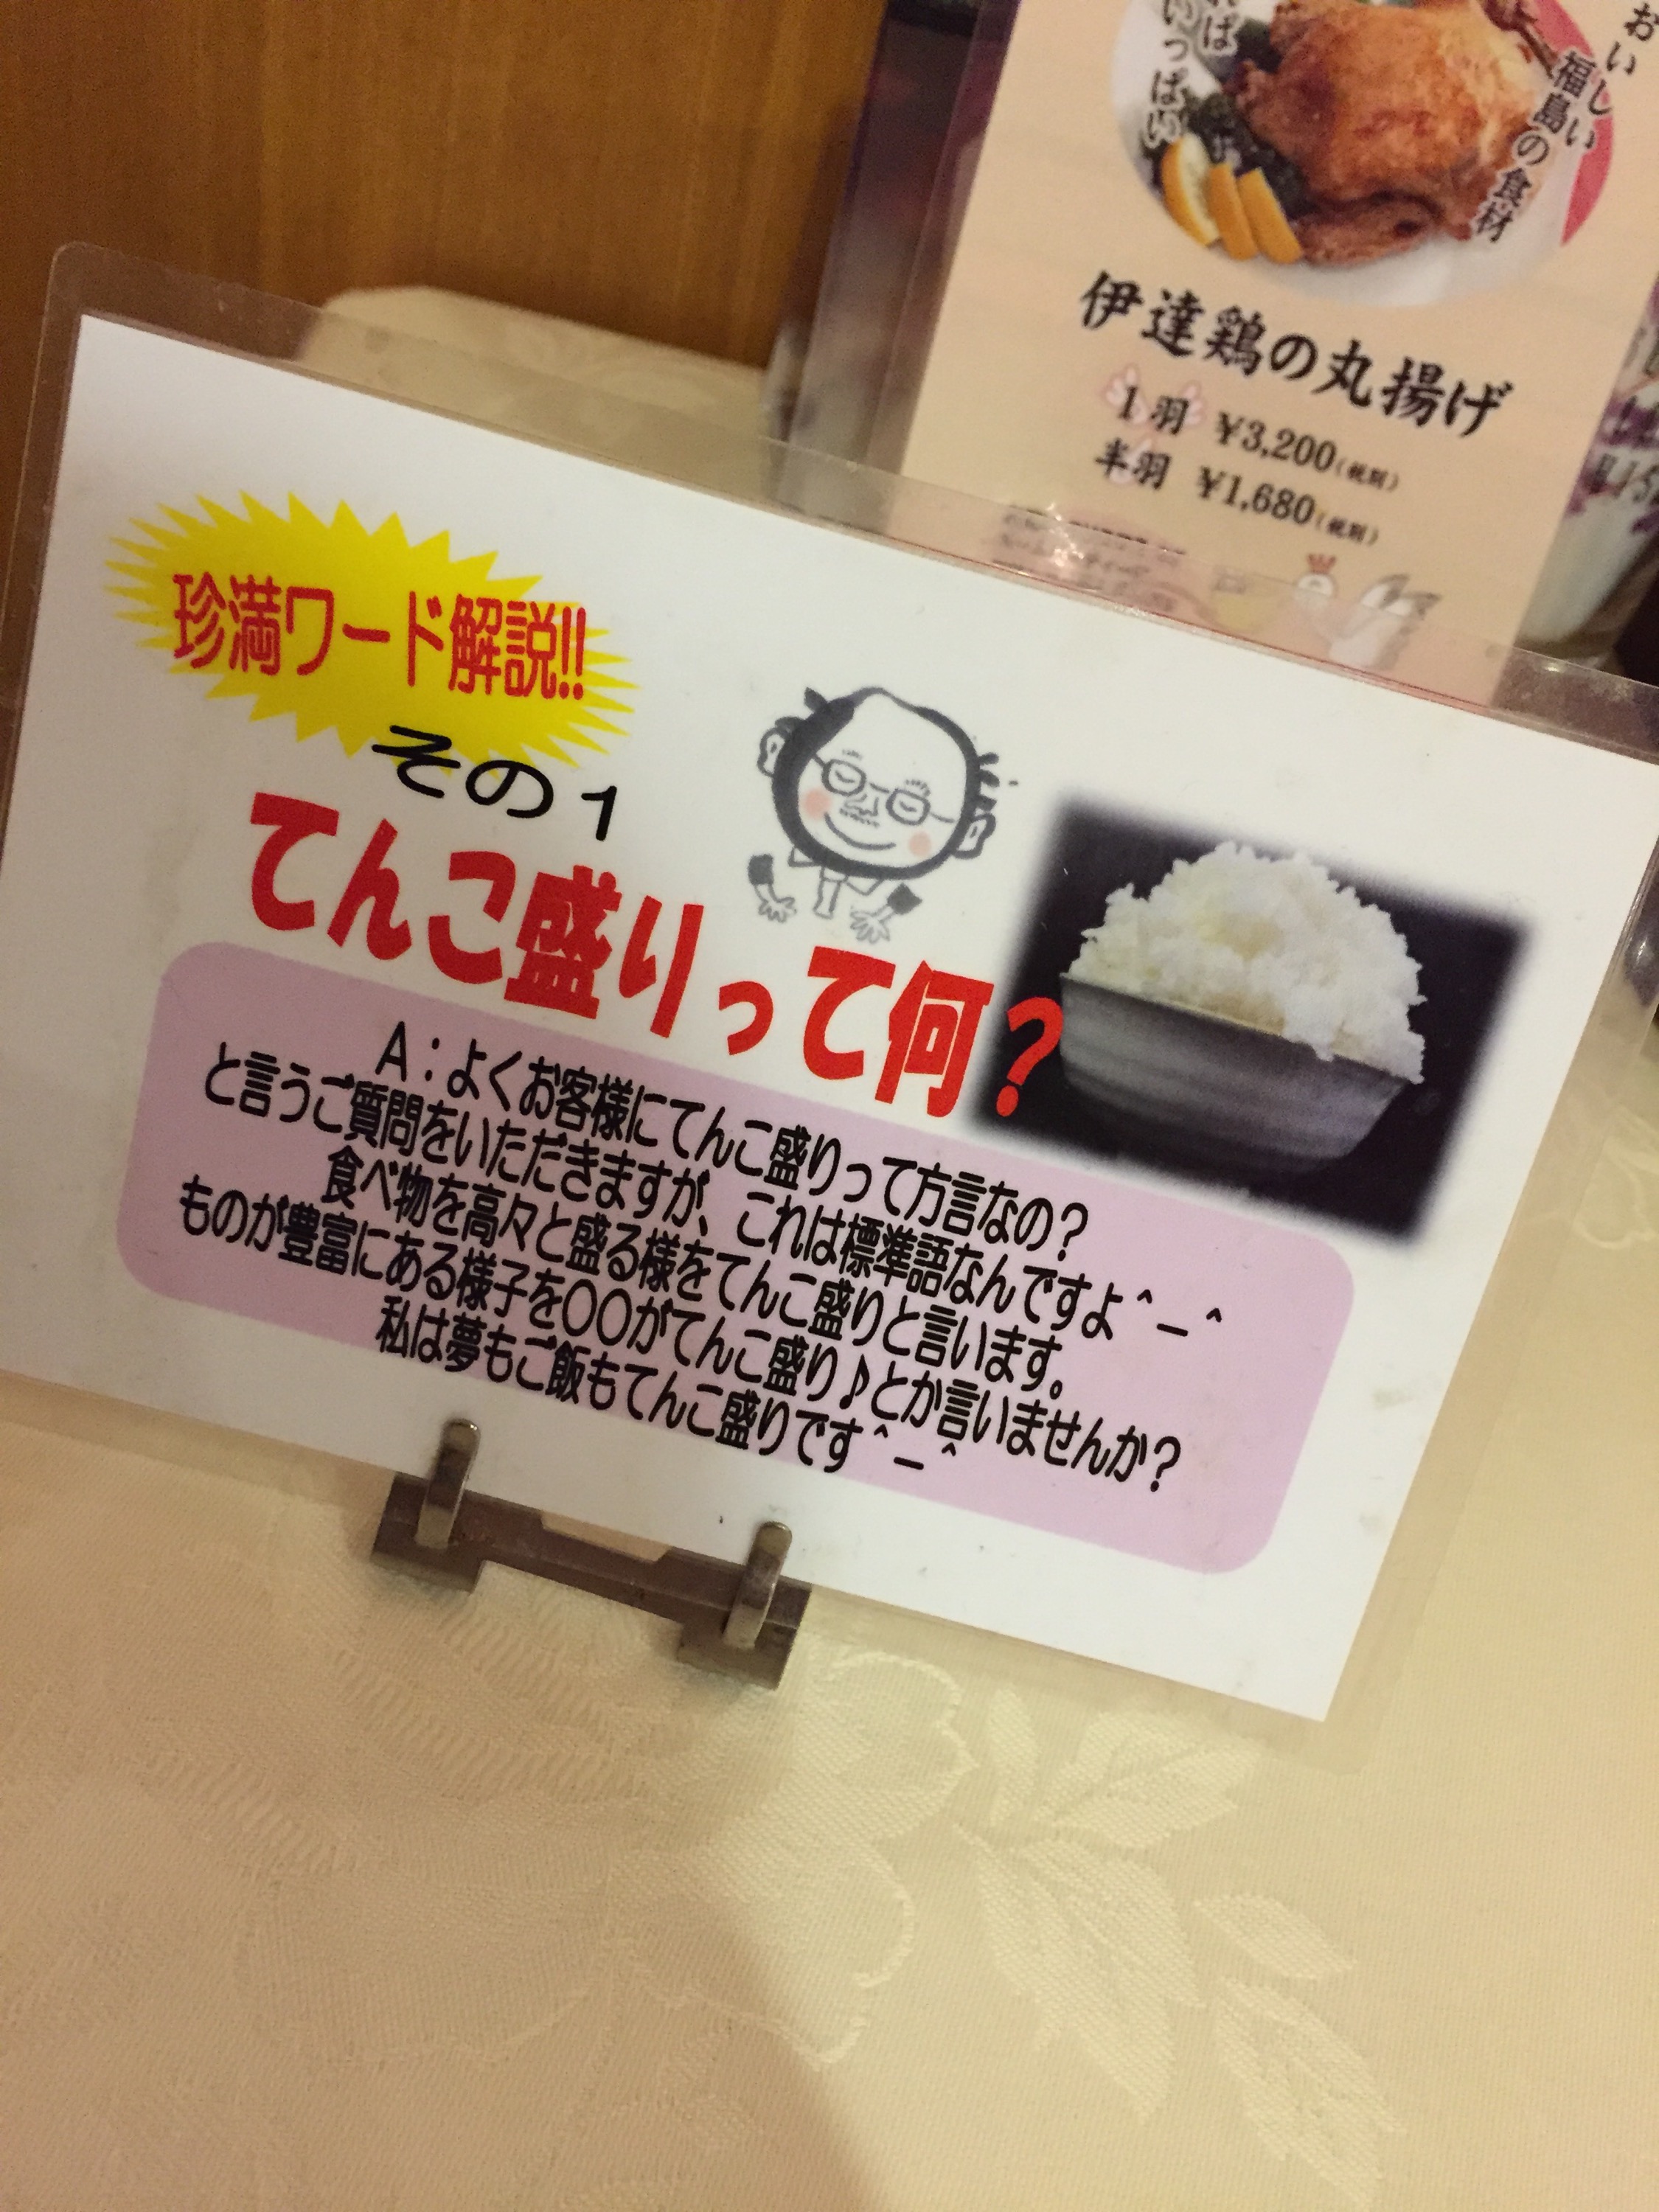 おいしい
福島の食材
いっぱい
伊達鶏の丸揚げ
1羽 ¥3,200(税別)
半羽 ¥1,680(税別)
珍満ワード解説!!
その1
てんこ盛りって何?
A:よくお客様にてんこ盛りって方言なの?
と言うご質問をいただきますが、これは標準語なんですよ^_^
食べ物を高々と盛る様をてんこ盛りと言います。
ものが豊富にある様子を〇〇がてんこ盛り♪とか言いませんか?
私は夢もご飯もてんこ盛りです^_^